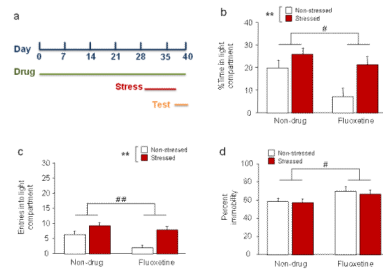 a
Day
0 7 14 21 28 35 40
Drug
Stress
Test
b
** Non-stressed
Stressed
#
%Time in light
compartment
40
30
20
10
0
Non-drug Fluoxetine
c
** Non-stressed
Stressed
##
Entries into light
compartment
30
25
20
15
10
5
0
Non-drug Fluoxetine
d
Non-stressed
Stressed
#
Percent
immobility
100
80
60
40
20
0
Non-drug Fluoxetine